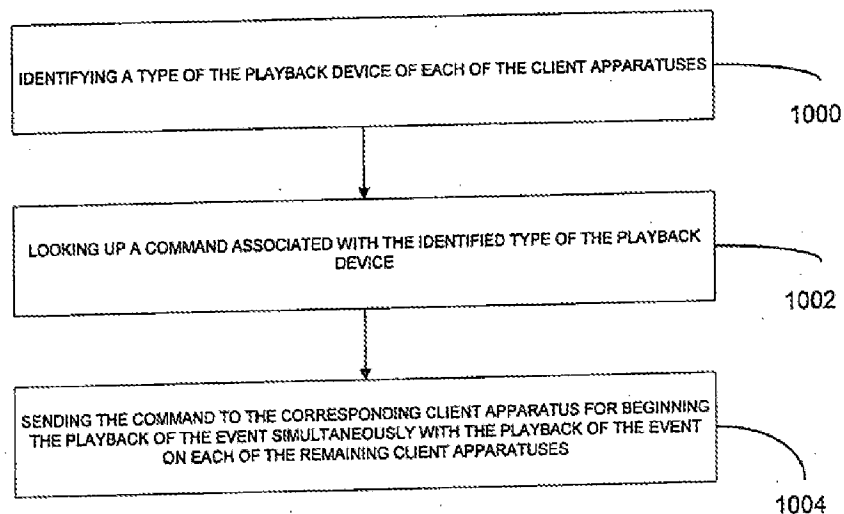 IDENTIFYING A TYPE OF THE PLAYBACK DEVICE OF EACH OF THE CLIENT APPARATUSES
1000
LOOKING UP A COMMAND ASSOCIATED WITH THE IDENTIFIED TYPE OF THE PLAYBACK
DEVICE
1002
SENDING THE COMMAND TO THE CORRESPONDING CLIENT APPARATUS FOR BEGINNING
THE PLAYBACK OF THE EVENT SIMULTANEOUSLY WITH THE PLAYBACK OF THE EVENT
ON EACH OF THE REMAINING CLIENT APPARATUSES
1004